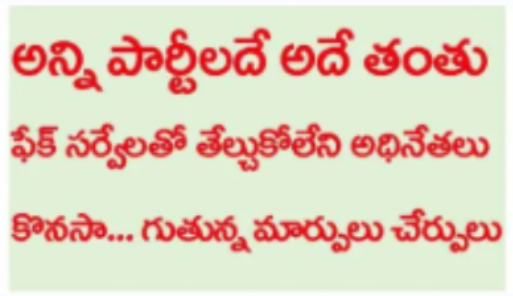 అన్ని పార్టీలదే అదే తంతు
ఫేక్ సర్వేలతో తేల్చుకోలేని అధినేతలు
కొనసా... గుతున్న మార్పులు చేర్పులు